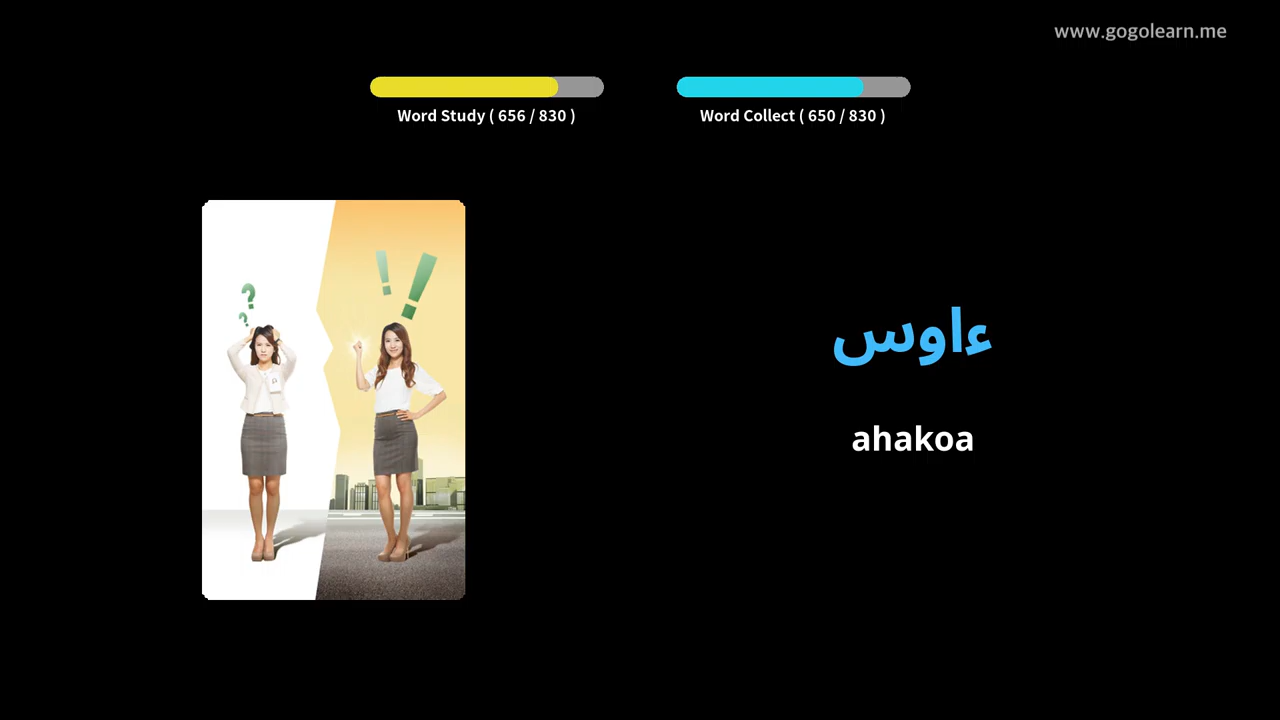 www.gogolearn.me
Word Study ( 656 / 830 )
Word Collect ( 650 / 830 )
? ?
! !
ءاوس
ahakoa